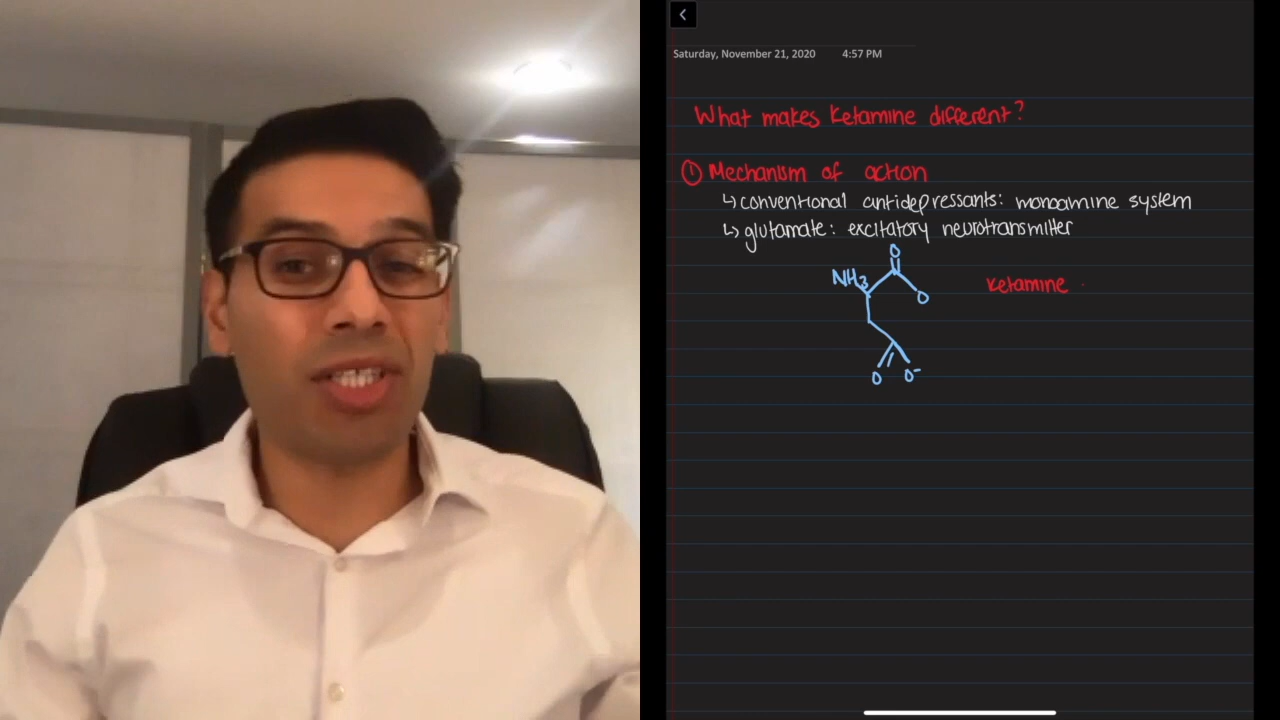 Saturday, November 21, 2020 4:57 PM
What makes Ketamine different?
① Mechanism of action
↳ conventional antidepressants: monoamine system
↳ glutamate: excitatory neurotransmitter
O
NH3
O
ketamine
O O-